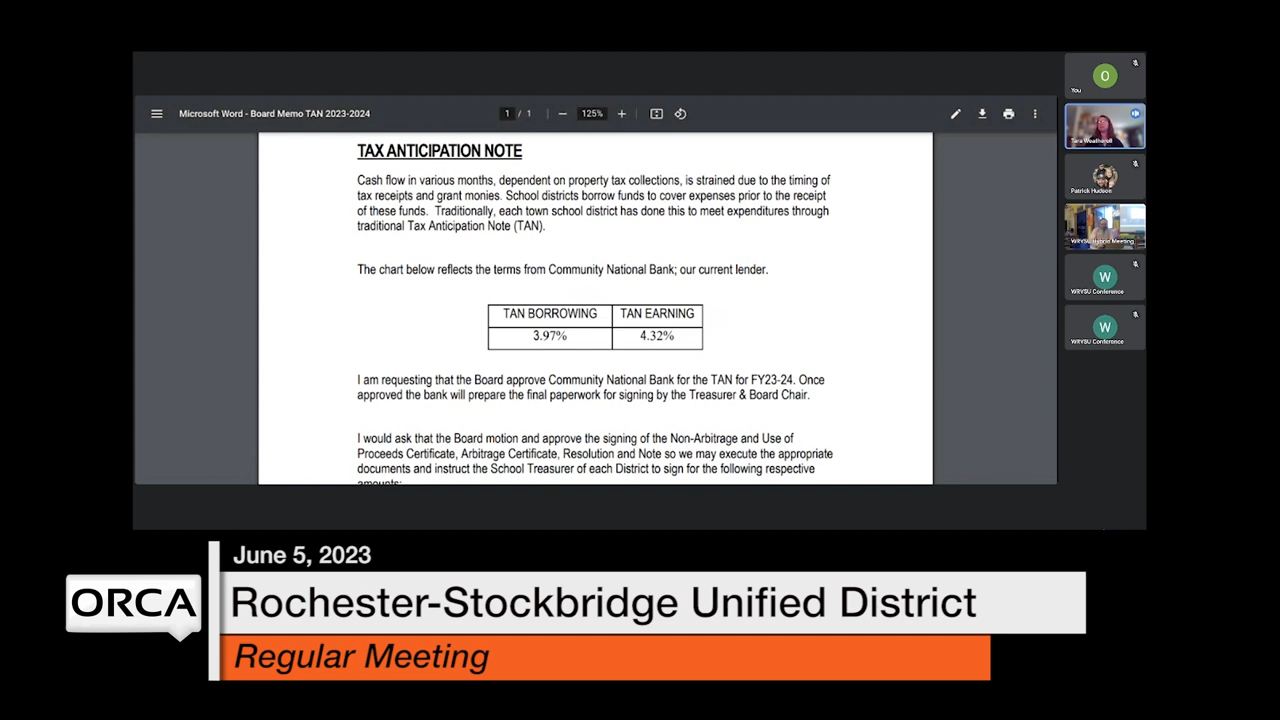 Microsoft Word - Board Memo TAN 2023-2024
1 / 1
125%
TAX ANTICIPATION NOTE
Cash flow in various months, dependent on property tax collections, is strained due to the timing of
tax receipts and grant monies. School districts borrow funds to cover expenses prior to the receipt
of these funds. Traditionally, each town school district has done this to meet expenditures through
traditional Tax Anticipation Note (TAN).
The chart below reflects the terms from Community National Bank; our current lender.
TAN BORROWING TAN EARNING
3.97% 4.32%
I am requesting that the Board approve Community National Bank for the TAN for FY23-24. Once
approved the bank will prepare the final paperwork for signing by the Treasurer & Board Chair.
I would ask that the Board motion and approve the signing of the Non-Arbitrage and Use of
Proceeds Certificate, Arbitrage Certificate, Resolution and Note so we may execute the appropriate
documents and instruct the School Treasurer of each District to sign for the following respective
amounts:
O
You
Tara Weatherell
Patrick Hudson
WRVSU Hybrid Meeting
W
WRVSU Conference
W
WRVSU Conference
June 5, 2023
ORCA
Rochester-Stockbridge Unified District
Regular Meeting